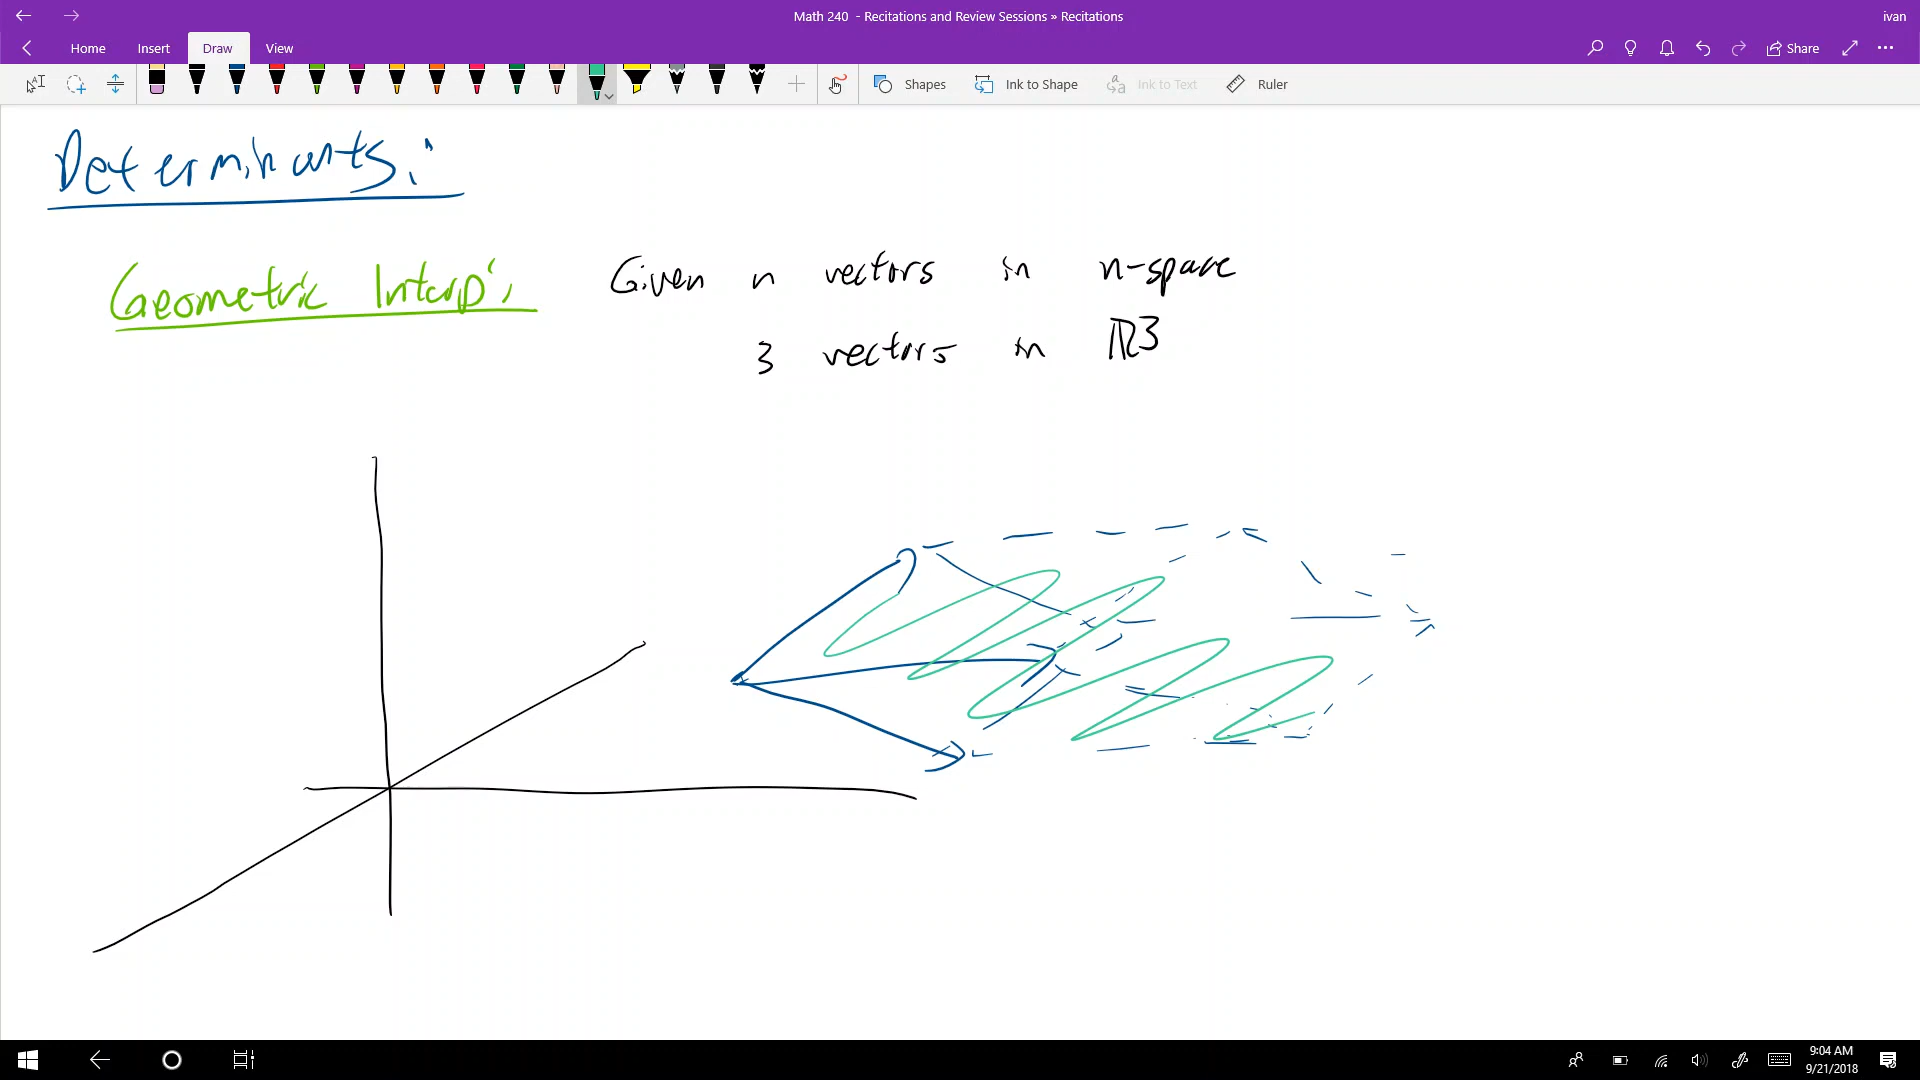 Math 240 - Recitations and Review Sessions » Recitations
ivan
Home Insert Draw View Share
Shapes Ink to Shape Ink to Text Ruler
Determinants:
Geometric Interp: Given n vectors in n-space
3 vectors in ℝ3
9:04 AM
9/21/2018